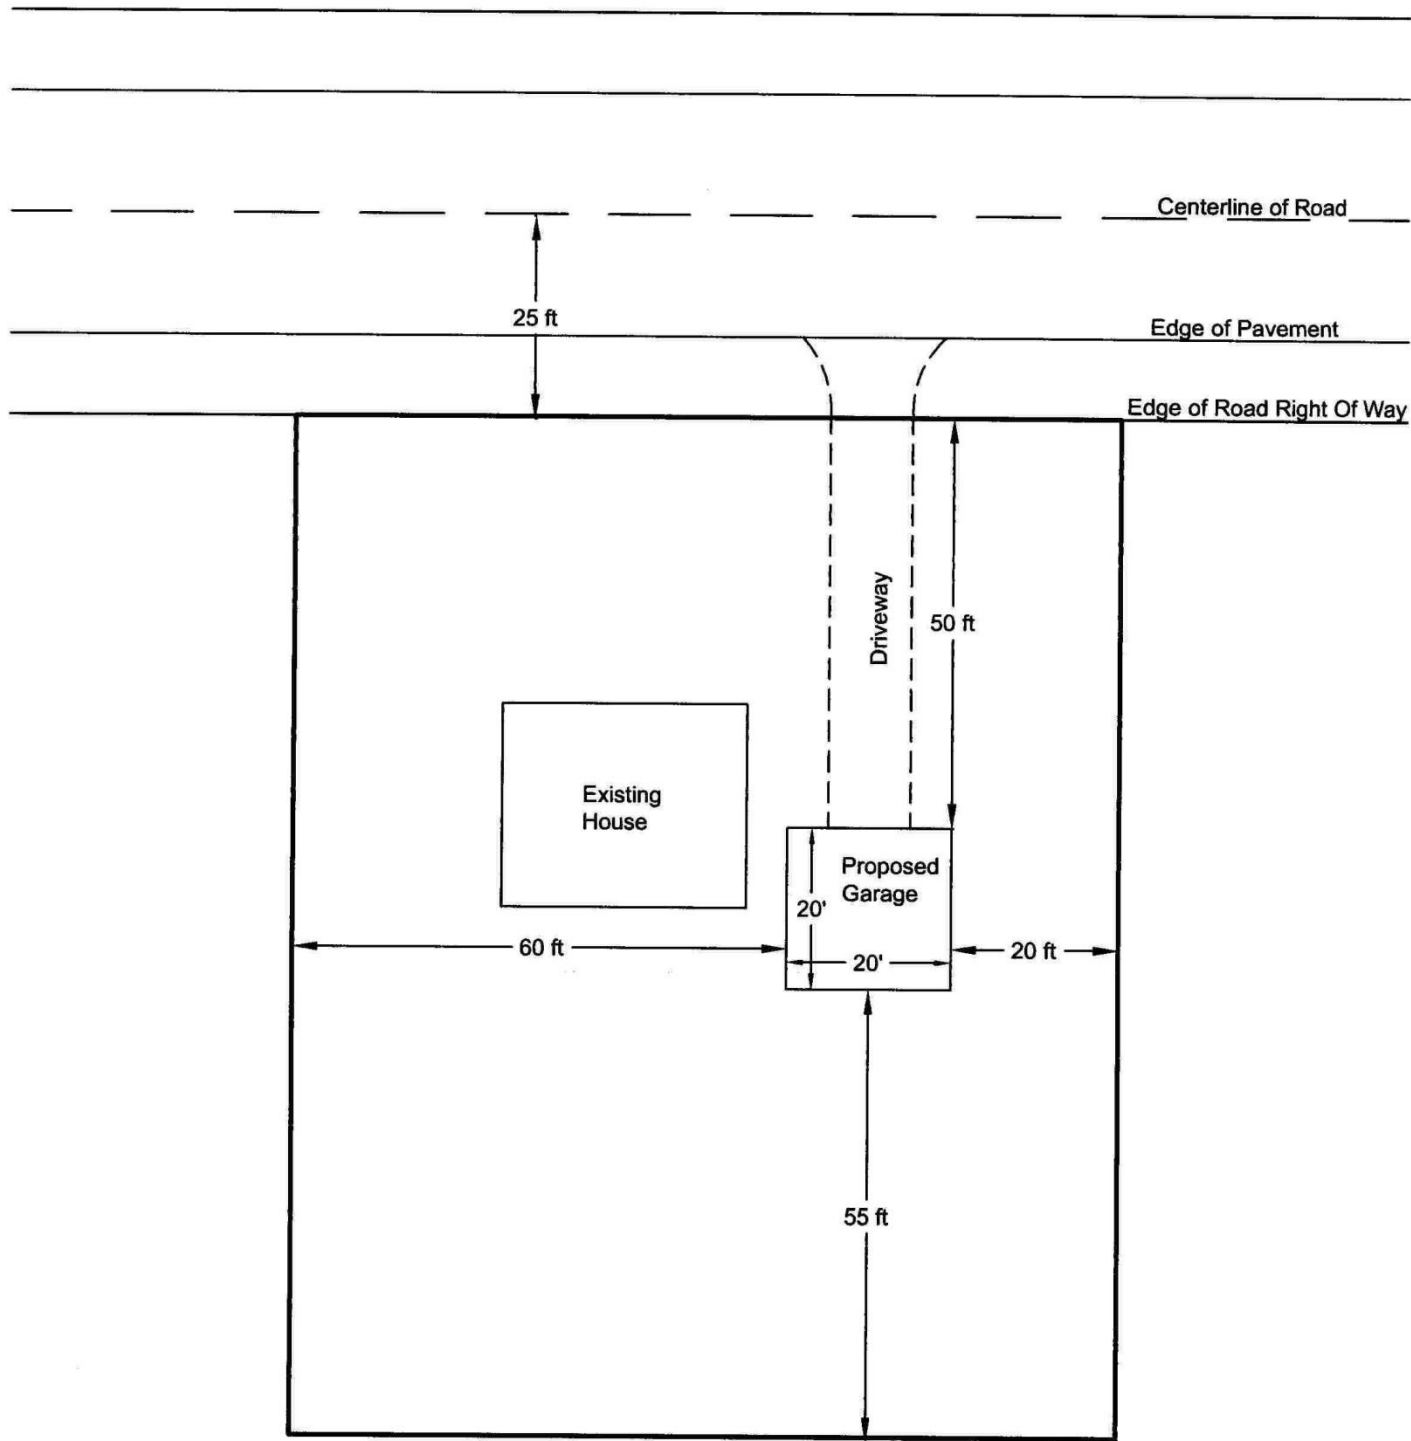 Centerline of Road
25 ft
Edge of Pavement
Edge of Road Right Of Way
Driveway
50 ft
Existing
House
Proposed
Garage
20'
60 ft
20'
20 ft
55 ft